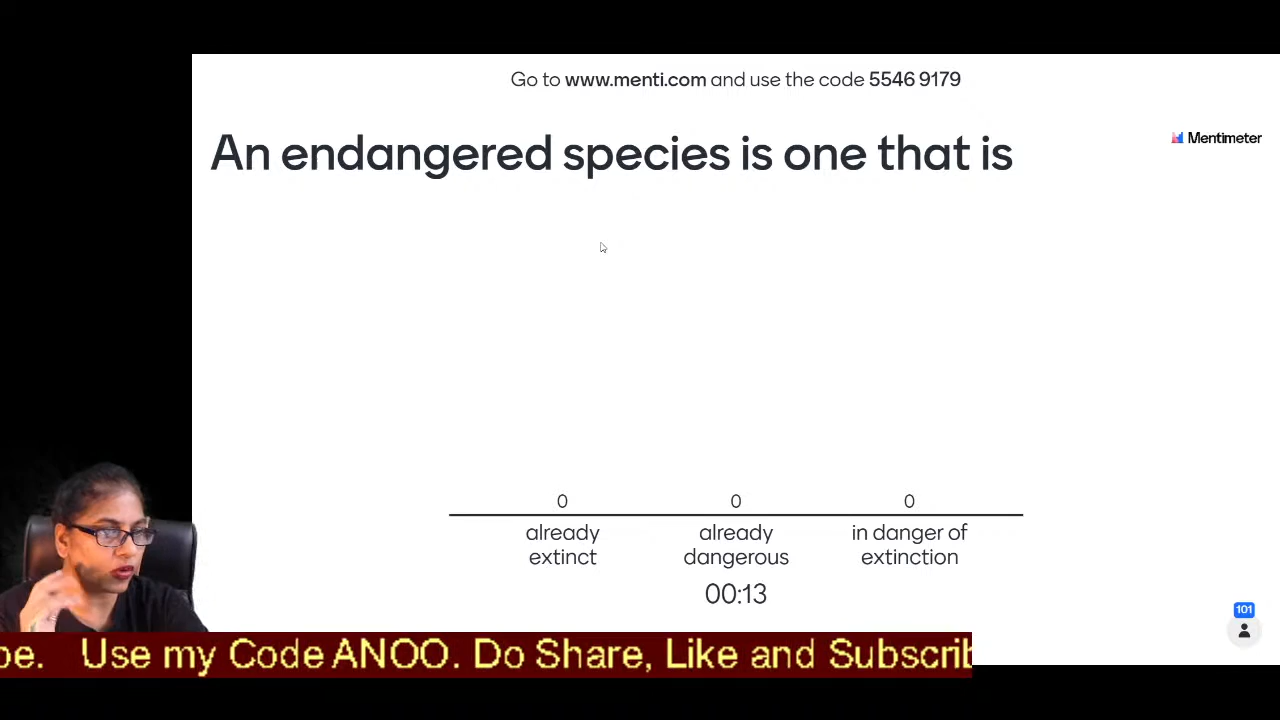 Go to www.menti.com and use the code 5546 9179
An endangered species is one that is
Mentimeter
0
0
0
already
extinct
already
dangerous
in danger of
extinction
00:13
101
be. Use my Code ANOO. Do Share, Like and Subscrib